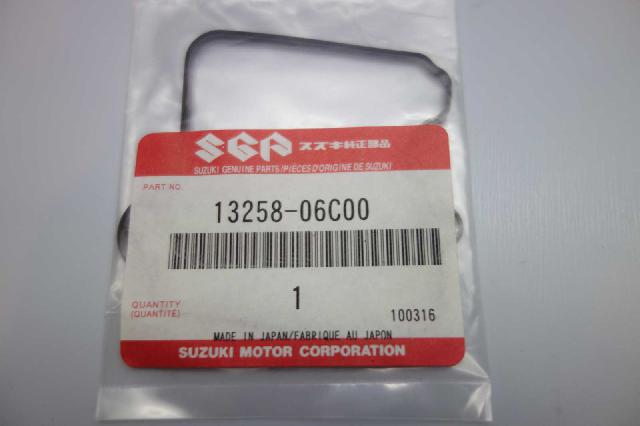 SGP スズキ純正部品
SUZUKI GENUINE PARTS/PIÈCES D'ORIGINE DE SUZUKI
PART NO.
13258-06C00
QUANTITY
(QUANTITÉ)
1
100316
MADE IN JAPAN/FABRIQUE AU JAPON
SUZUKI MOTOR CORPORATION